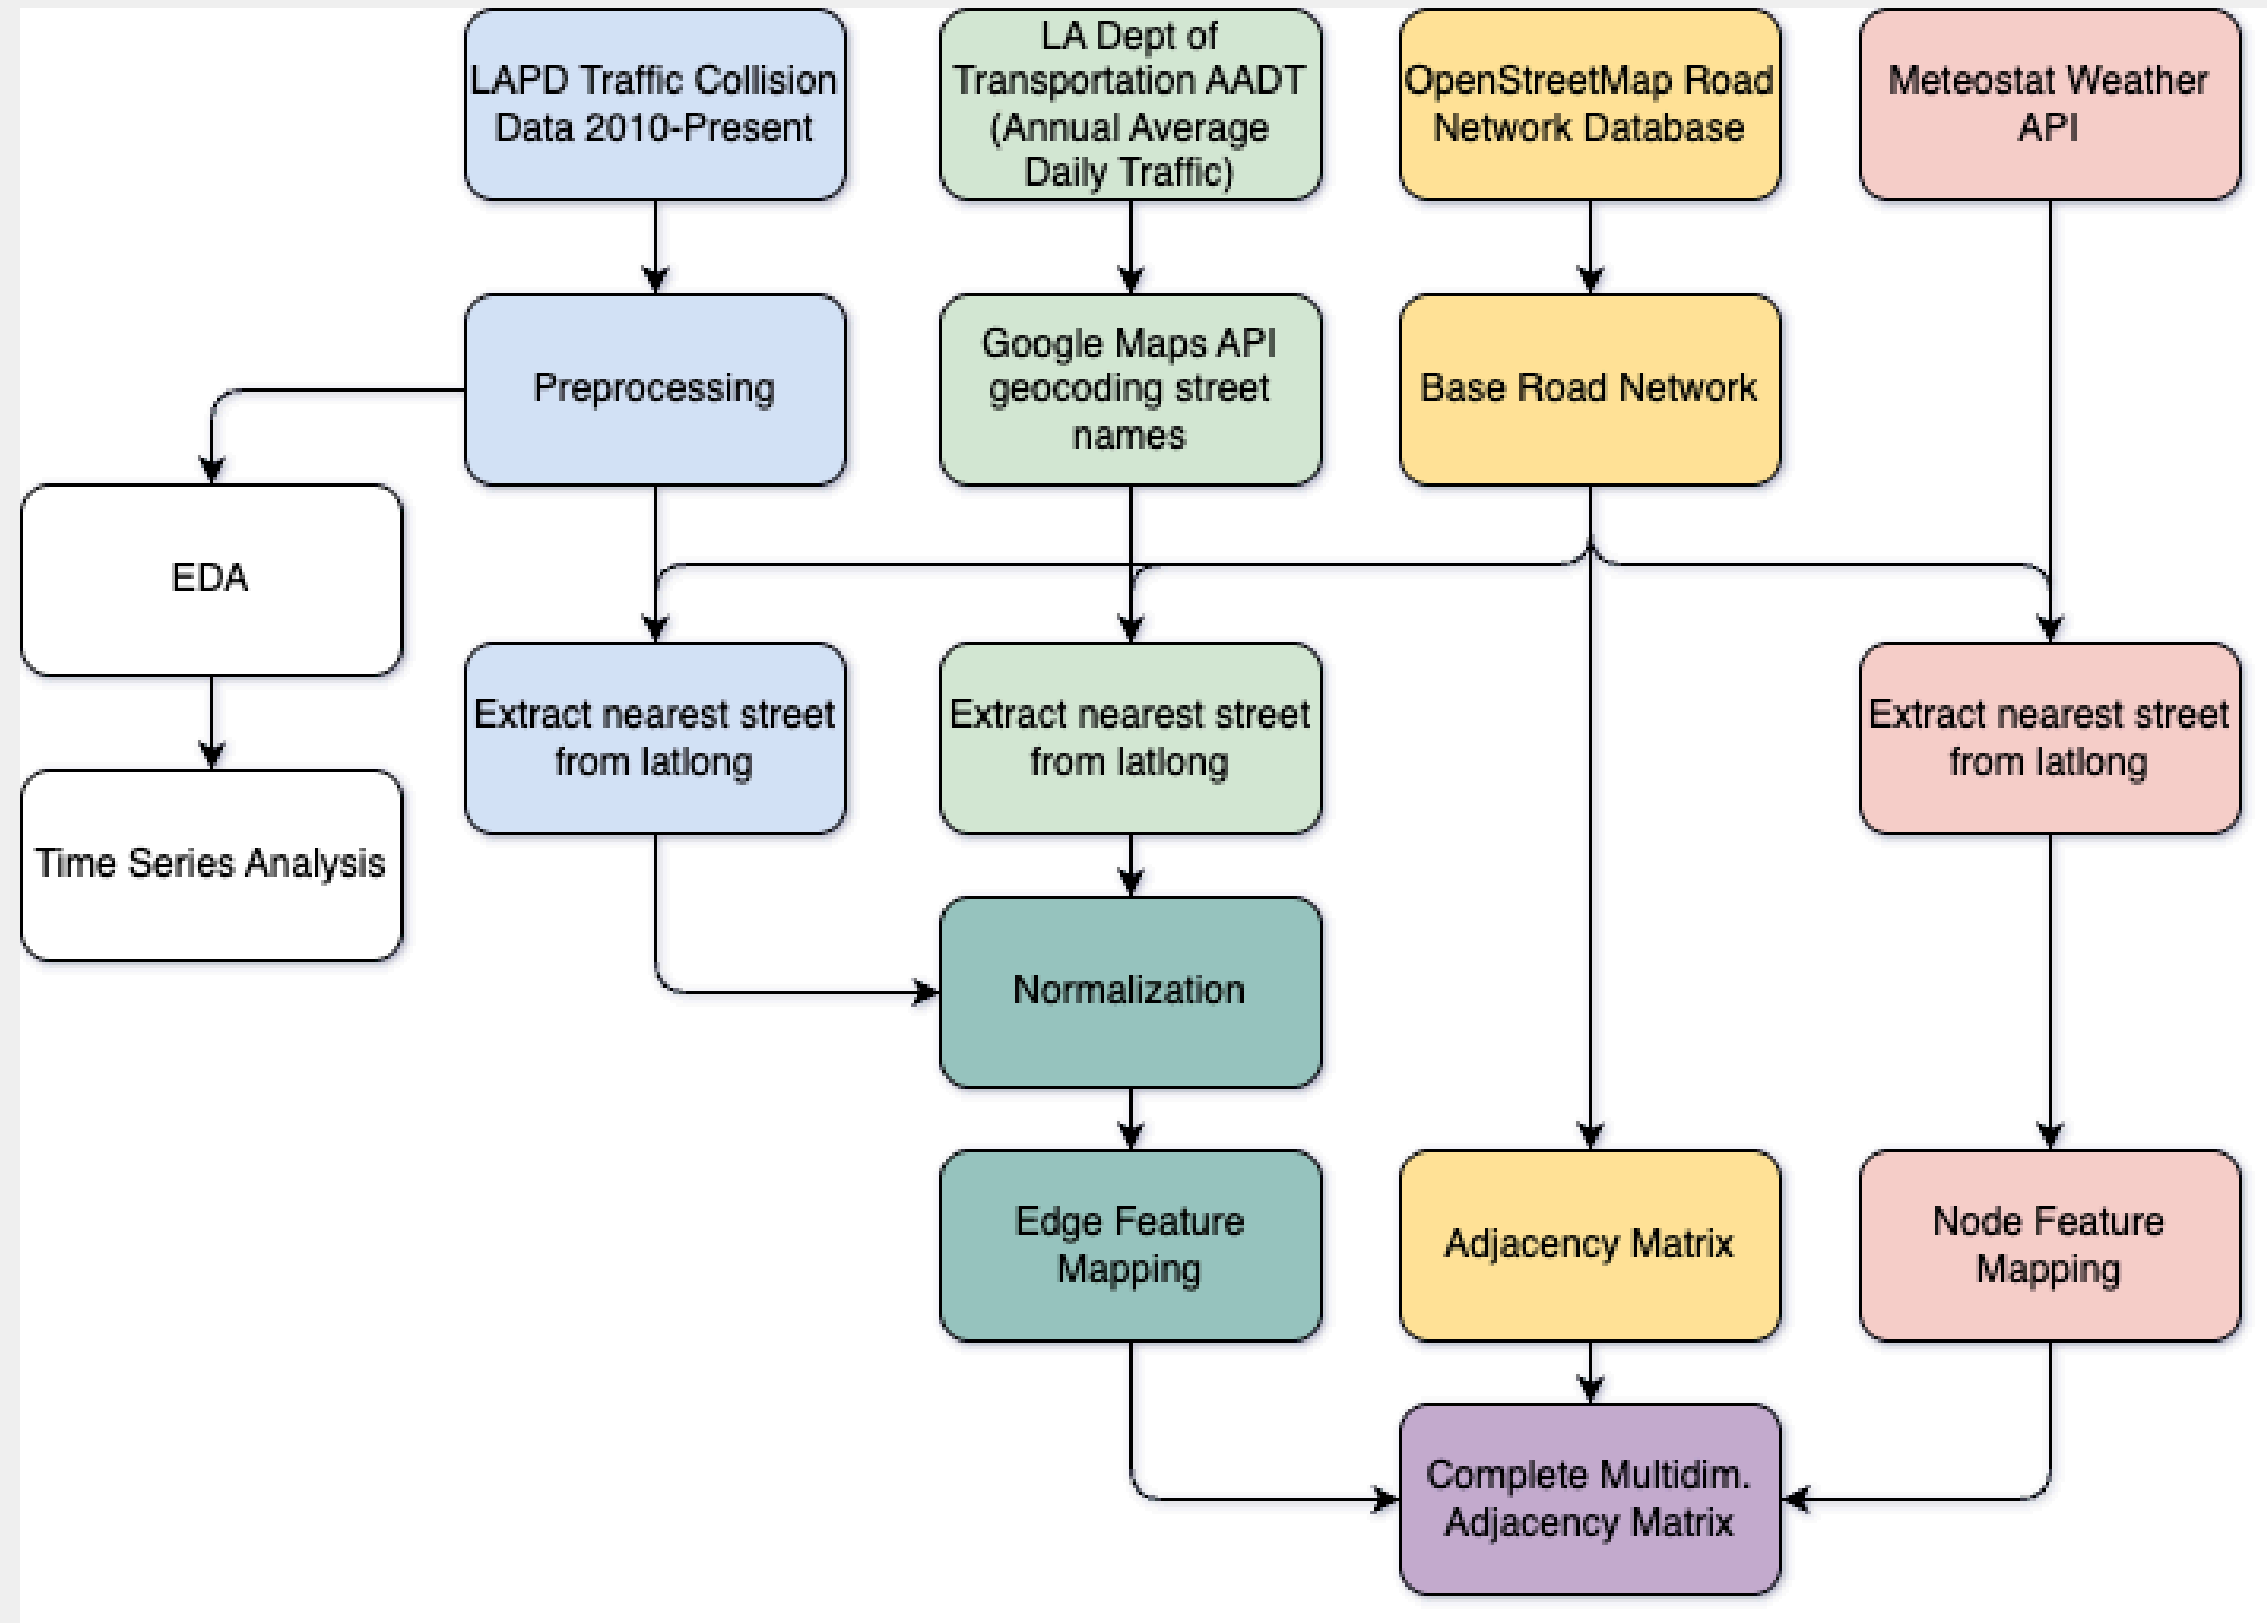 LAPD Traffic Collision
Data 2010-Present
LA Dept of
Transportation AADT
(Annual Average
Daily Traffic)
OpenStreetMap Road
Network Database
Meteostat Weather
API
Preprocessing
Google Maps API
geocoding street
names
Base Road Network
EDA
Extract nearest street
from latlong
Extract nearest street
from latlong
Extract nearest street
from latlong
Time Series Analysis
Normalization
Edge Feature
Mapping
Adjacency Matrix
Node Feature
Mapping
Complete Multidim.
Adjacency Matrix